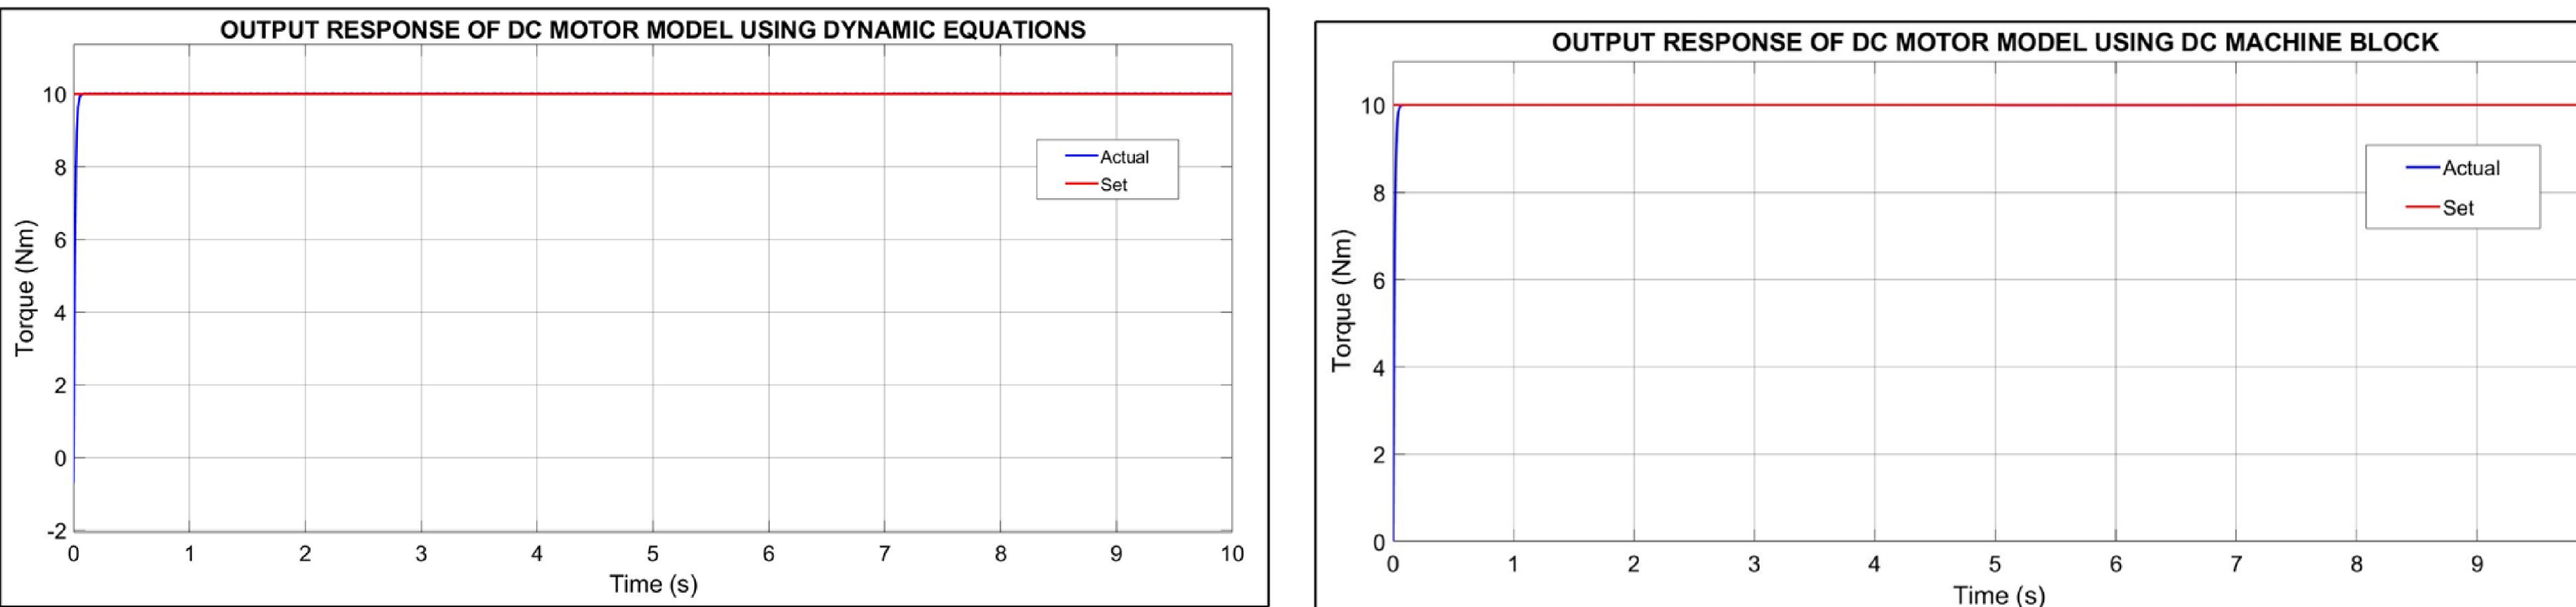 OUTPUT RESPONSE OF DC MOTOR MODEL USING DYNAMIC EQUATIONS
10
8
6
4
2
0
-2
Torque (Nm)
Actual
Set
0 1 2 3 4 5 6 7 8 9 10
Time (s)
OUTPUT RESPONSE OF DC MOTOR MODEL USING DC MACHINE BLOCK
10
8
6
4
2
0
Torque (Nm)
Actual
Set
0 1 2 3 4 5 6 7 8 9
Time (s)